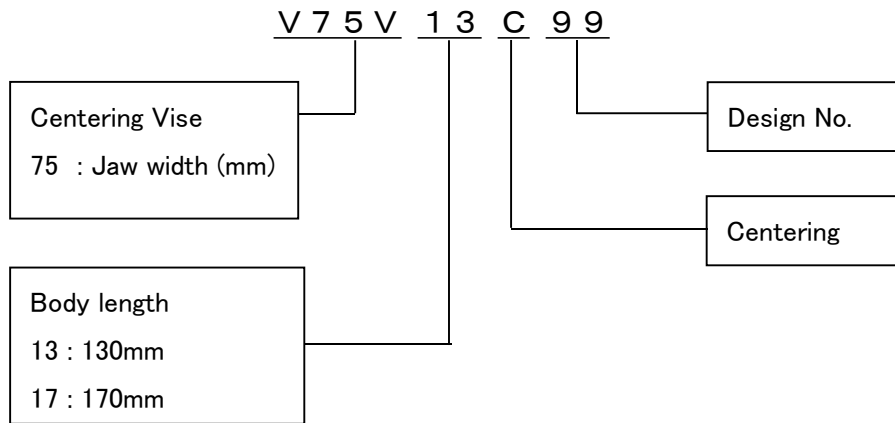 V75V 13 C 99
Centering Vise
75 : Jaw width (mm)
Design No.
Centering
Body length
13 : 130mm
17 : 170mm